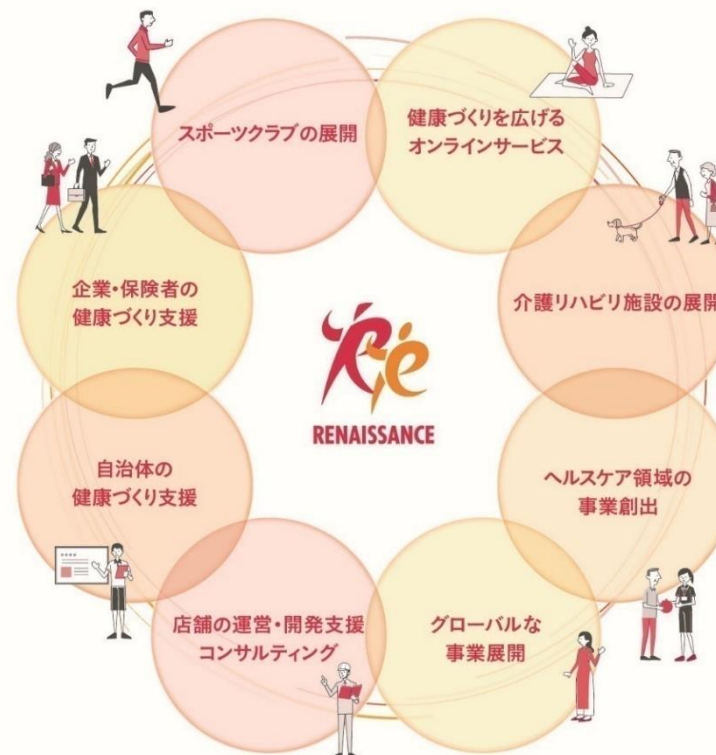 スポーツクラブの展開
健康づくりを広げる
オンラインサービス
企業・保険者の
健康づくり支援
介護リハビリ施設の展開
RENAISSANCE
自治体の
健康づくり支援
ヘルスケア領域の
事業創出
店舗の運営・開発支援
コンサルティング
グローバルな
事業展開